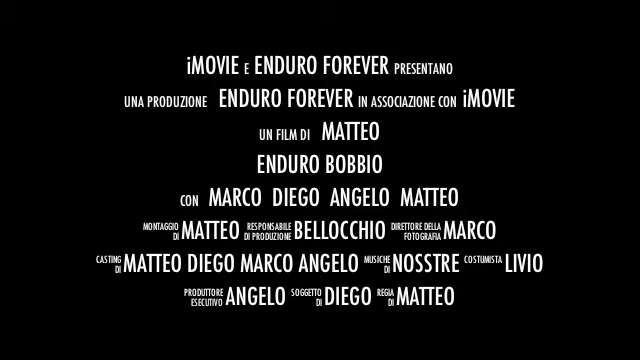 iMOVIE E ENDURO FOREVER PRESENTANO
UNA PRODUZIONE ENDURO FOREVER IN ASSOCIAZIONE CON iMOVIE
UN FILM DI MATTEO
ENDURO BOBBIO
CON MARCO DIEGO ANGELO MATTEO
MONTAGGIO DI MATTEO RESPONSABILE DI PRODUZIONE BELLOCCHIO DIRETTORE DELLA FOTOGRAFIA MARCO
CASTING DI MATTEO DIEGO MARCO ANGELO MUSICHE DI NOSSTRE COSTUMISTA LIVIO
PRODUTTORE ESECUTIVO ANGELO SOGGETTO DI DIEGO REGIA DI MATTEO